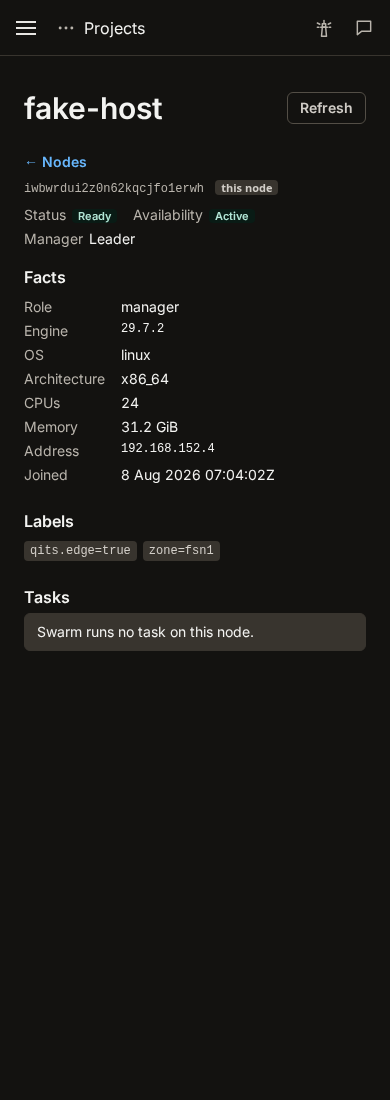 Projects
fake-host
Refresh
← Nodes
iwbwrdui2z0n62kqcjfo1erwh this node
Status Ready Availability Active
Manager Leader
Facts
Role manager
Engine 29.7.2
OS linux
Architecture x86_64
CPUs 24
Memory 31.2 GiB
Address 192.168.152.4
Joined 8 Aug 2026 07:04:02Z
Labels
qits.edge=true zone=fsn1
Tasks
Swarm runs no task on this node.